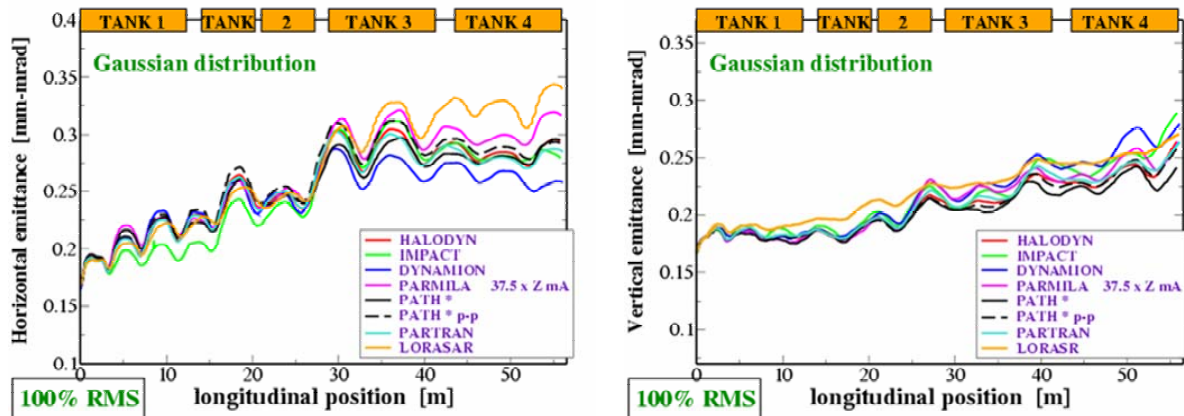 TANK 1 TANK 2 TANK 3 TANK 4
Gaussian distribution
Horizontal emittance [mm-mrad]
0.4
0.35
0.3
0.25
0.2
0.15
0.1
HALODYN
IMPACT
DYNAMION
PARMILA 37.5 x Z mA
PATH *
PATH * p-p
PARTRAN
LORASAR
0 10 20 30 40 50
longitudinal position [m]
100% RMS
TANK 1 TANK 2 TANK 3 TANK 4
Gaussian distribution
Vertical emittance [mm-mrad]
0.35
0.3
0.25
0.2
0.15
0.1
HALODYN
IMPACT
DYNAMION
PARMILA 37.5 x Z mA
PATH *
PATH * p-p
PARTRAN
LORASR
0 10 20 30 40 50
longitudinal position [m]
100% RMS